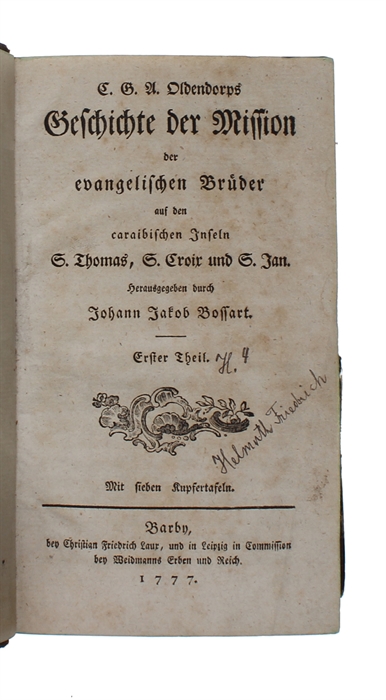 C. G. A. Oldendorps
Geschichte der Mission
der
evangelischen Brüder
auf den
caraibischen Inseln
S. Thomas, S. Croix und S. Jan.
Herausgegeben durch
Johann Jakob Bossart.
Erster Theil.
H. 4
Helmuth Friedrich
Mit sieben Kupfertafeln.
Barby,
bey Christian Friedrich Laux, und in Leipzig in Commission
bey Weidmanns Erben und Reich.
1777.